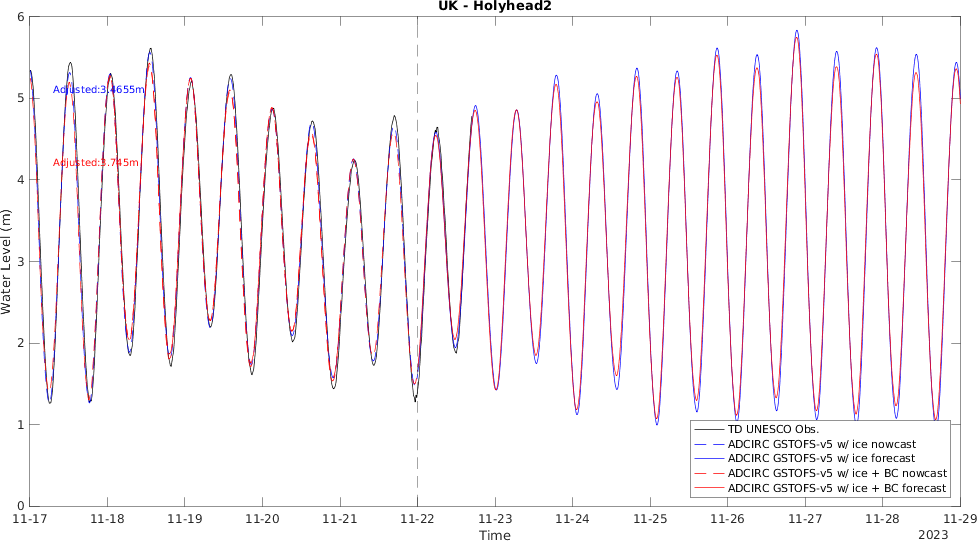 UK - Holyhead2
6
5
4
3
2
1
0
Water Level (m)
Adjusted:3.4655m
Adjusted:3.745m
TD UNESCO Obs.
ADCIRC GSTOFS-v5 w/ ice nowcast
ADCIRC GSTOFS-v5 w/ ice forecast
ADCIRC GSTOFS-v5 w/ ice + BC nowcast
ADCIRC GSTOFS-v5 w/ ice + BC forecast
11-17 11-18 11-19 11-20 11-21 11-22 11-23 11-24 11-25 11-26 11-27 11-28 11-29
Time
2023